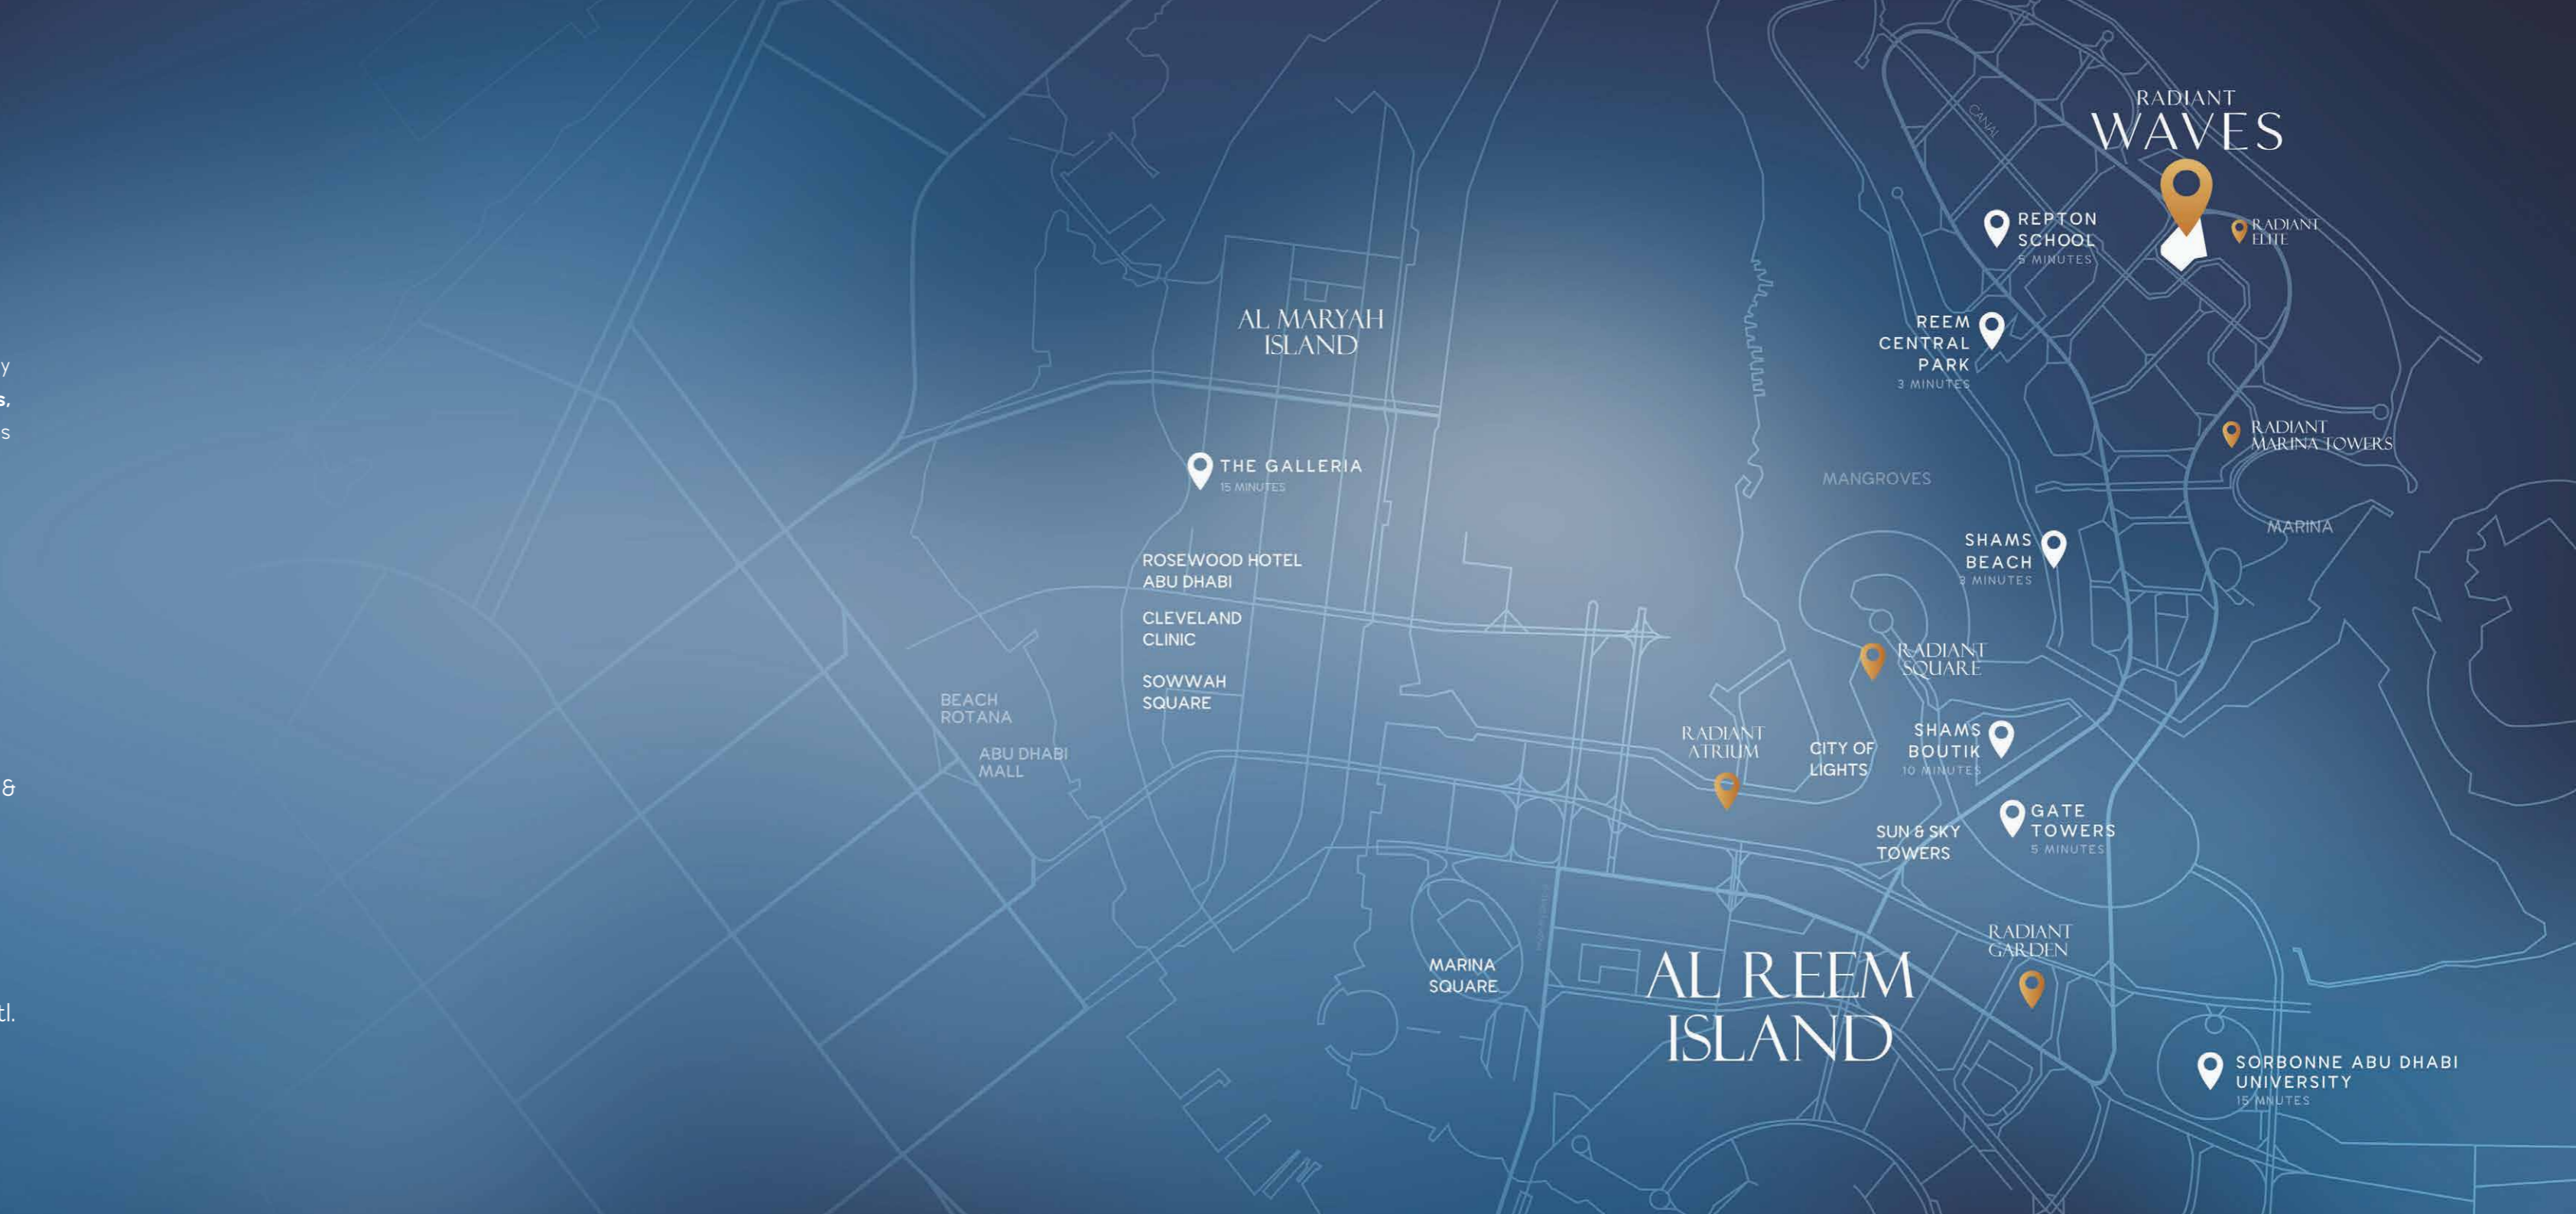 y
s,
s
&
tl.
RADIANT
WAVES
CANAL
REPTON
SCHOOL
5 MINUTES
RADIANT
ELITE
AL MARYAH
ISLAND
REEM
CENTRAL
PARK
3 MINUTES
RADIANT
MARINA TOWERS
THE GALLERIA
15 MINUTES
MANGROVES
MARINA
SHAMS
BEACH
3 MINUTES
ROSEWOOD HOTEL
ABU DHABI
CLEVELAND
CLINIC
SOWWAH
SQUARE
RADIANT
SQUARE
BEACH
ROTANA
ABU DHABI
MALL
RADIANT
ATRIUM
CITY OF
LIGHTS
SHAMS
BOUTIK
10 MINUTES
GATE
TOWERS
5 MINUTES
SUN & SKY
TOWERS
RADIANT
GARDEN
MARINA
SQUARE
AL REEM
ISLAND
SORBONNE ABU DHABI
UNIVERSITY
15 MNUTES